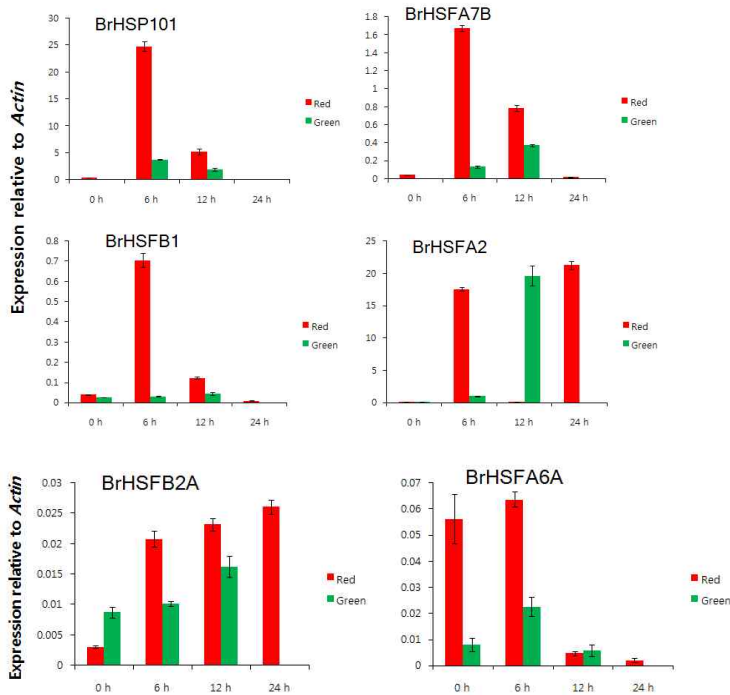 BrHSP101
30
25
20
15
10
5
0
0 h 6 h 12 h 24 h
Red
Green
BrHSFA7B
1.8
1.6
1.4
1.2
1
0.8
0.6
0.4
0.2
0
0 h 6 h 12 h 24 h
Red
Green
Expression relative to Actin
BrHSFB1
0.8
0.7
0.6
0.5
0.4
0.3
0.2
0.1
0
0 h 6 h 12 h 24 h
Red
Green
BrHSFA2
25
20
15
10
5
0
0 h 6 h 12 h 24 h
Red
Green
Expression relative to Actin
BrHSFB2A
0.03
0.025
0.02
0.015
0.01
0.005
0
0 h 6 h 12 h 24 h
Red
Green
BrHSFA6A
0.07
0.06
0.05
0.04
0.03
0.02
0.01
0
0 h 6 h 12 h 24 h
Red
Green